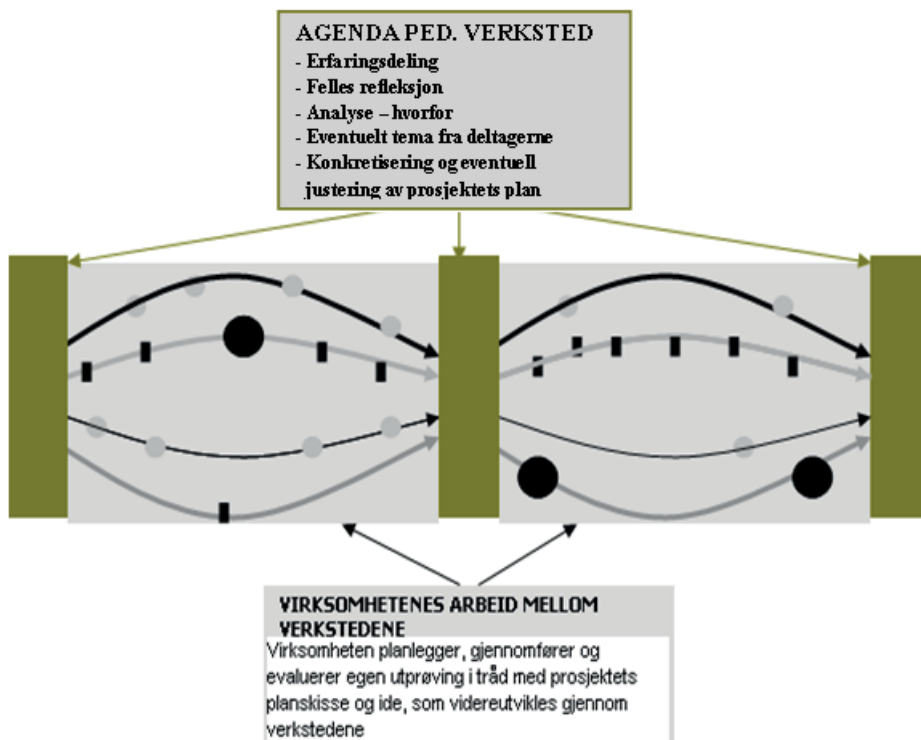 AGENDA PED. VERKSTED
- Erfaringsdeling
- Felles refleksjon
- Analyse – hvorfor
- Eventuelt tema fra deltagerne
- Konkretisering og eventuell
justering av prosjektets plan
VIRKSOMHETENES ARBEID MELLOM
VERKSTEDENE
Virksomheten planlegger, gjennomfører og
evaluerer egen utprøving i tråd med prosjektets
planskisse og ide, som videreutvikles gjennom
verkstedene